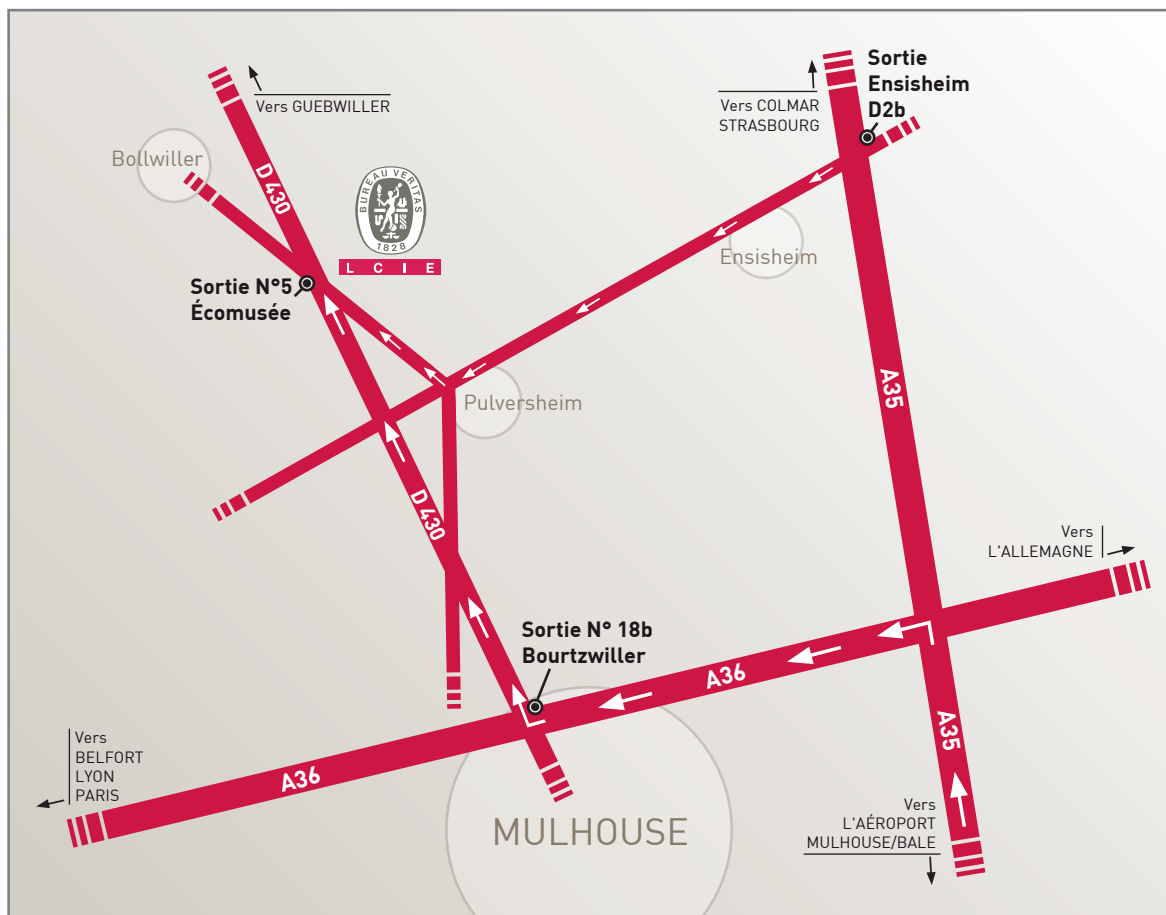 Vers GUEBWILLER
Vers COLMAR
STRASBOURG
Sortie
Ensisheim
D2b
Bollwiller
D 430
BUREAU VERITAS
1828
L C I E
Ensisheim
Sortie N°5
Écomusée
Pulversheim
A35
D 430
Vers
L'ALLEMAGNE
Sortie N° 18b
Bourtzwiller
A36
A35
Vers
BELFORT
LYON
PARIS
A36
MULHOUSE
Vers
L'AÉROPORT
MULHOUSE/BALE